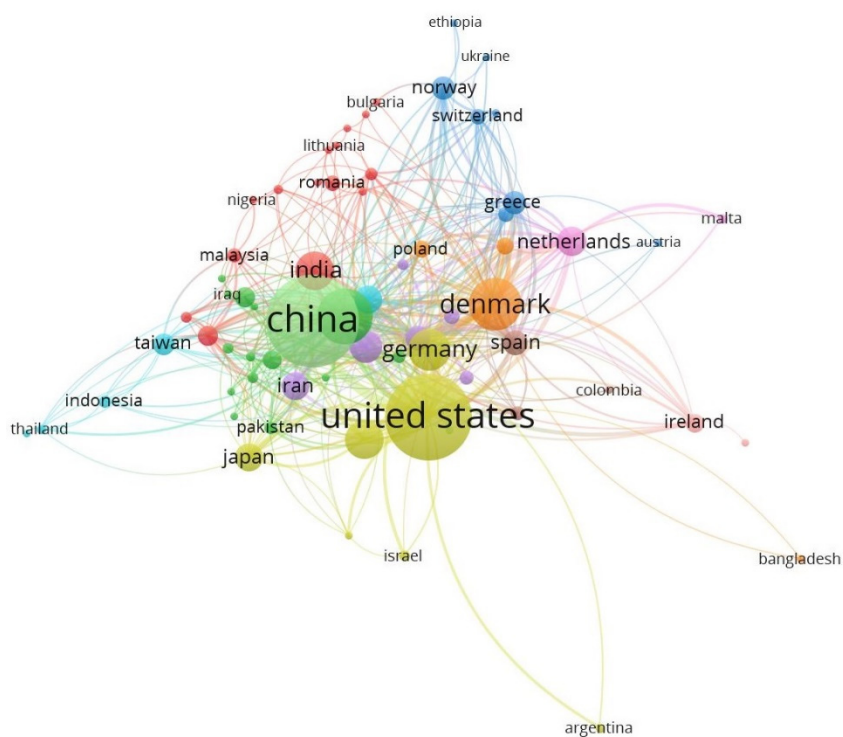 ethiopia
ukraine
norway
bulgaria
switzerland
lithuania
romania
nigeria
greece
malta
poland
netherlands
austria
malaysia
india
iraq
denmark
china
taiwan
germany
spain
iran
colombia
indonesia
united states
ireland
thailand
pakistan
japan
israel
bangladesh
argentina